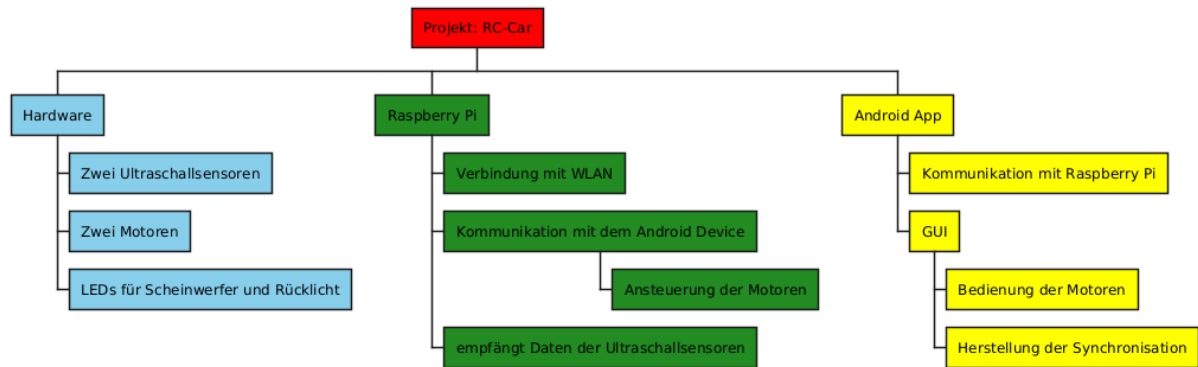 Projekt: RC-Car
Hardware
Zwei Ultraschallsensoren
Zwei Motoren
LEDs für Scheinwerfer und Rücklicht
Raspberry Pi
Verbindung mit WLAN
Kommunikation mit dem Android Device
Ansteuerung der Motoren
empfängt Daten der Ultraschallsensoren
Android App
Kommunikation mit Raspberry Pi
GUI
Bedienung der Motoren
Herstellung der Synchronisation